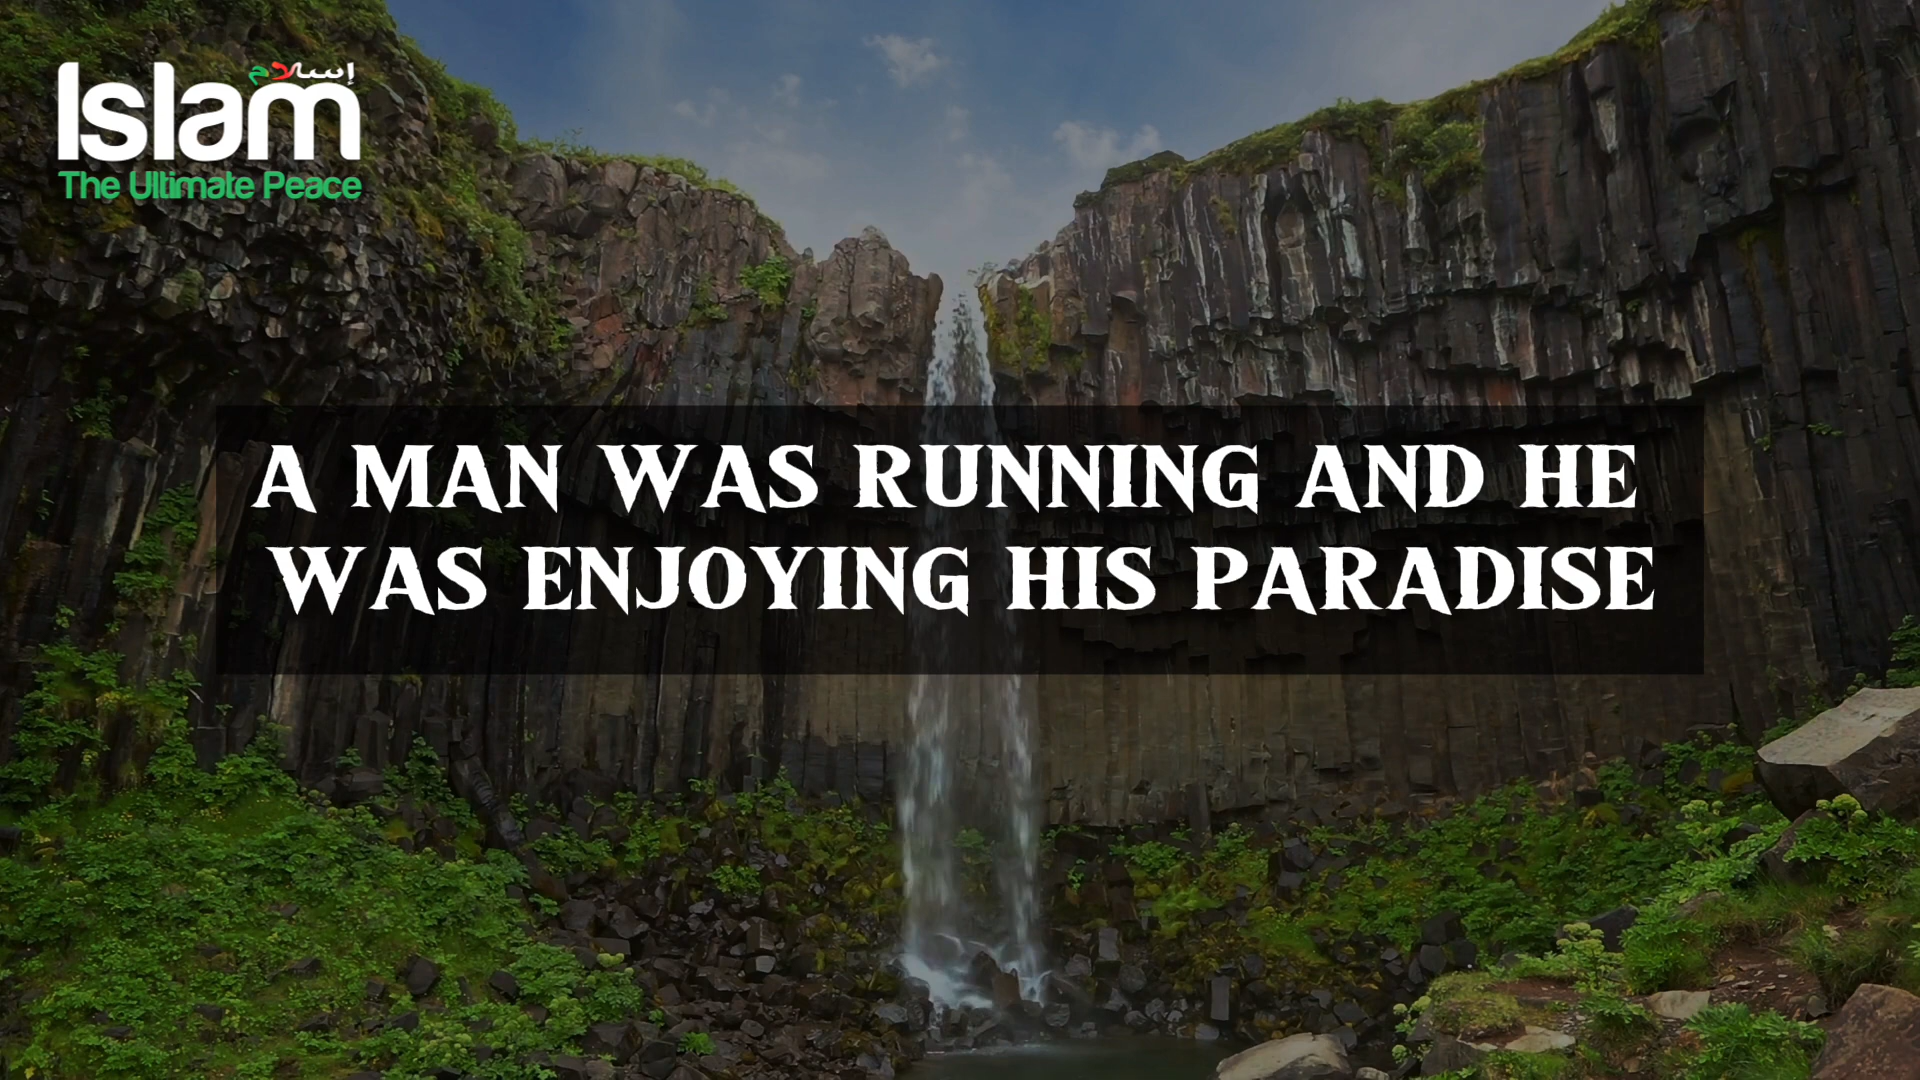 إسلام
Islam
The Ultimate Peace
A MAN WAS RUNNING AND HE
WAS ENJOYING HIS PARADISE